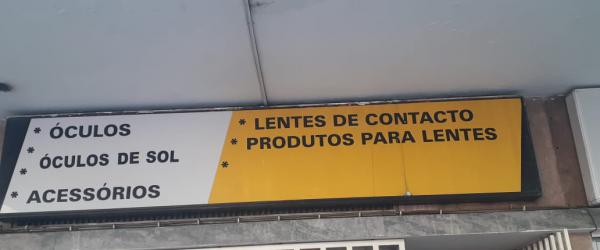 * ÓCULOS
* ÓCULOS DE SOL
* ACESSÓRIOS
* LENTES DE CONTACTO
* PRODUTOS PARA LENTES
*